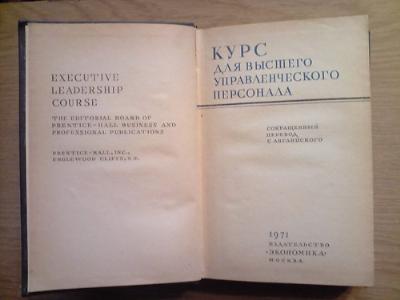 EXECUTIVE
LEADERSHIP
COURSE
THE EDITORIAL BOARD OF
PRENTICE-HALL BUSINESS AND
PROFESSIONAL PUBLICATIONS
PRENTICE-HALL, INC.,
ENGLEWOOD CLIFFS, N.J.
КУРС
ДЛЯ ВЫСШЕГО
УПРАВЛЕНЧЕСКОГО
ПЕРСОНАЛА
СОКРАЩЕННЫЙ
ПЕРЕВОД
С АНГЛИЙСКОГО
1971
ИЗДАТЕЛЬСТВО
«ЭКОНОМИКА»
МОСКВА